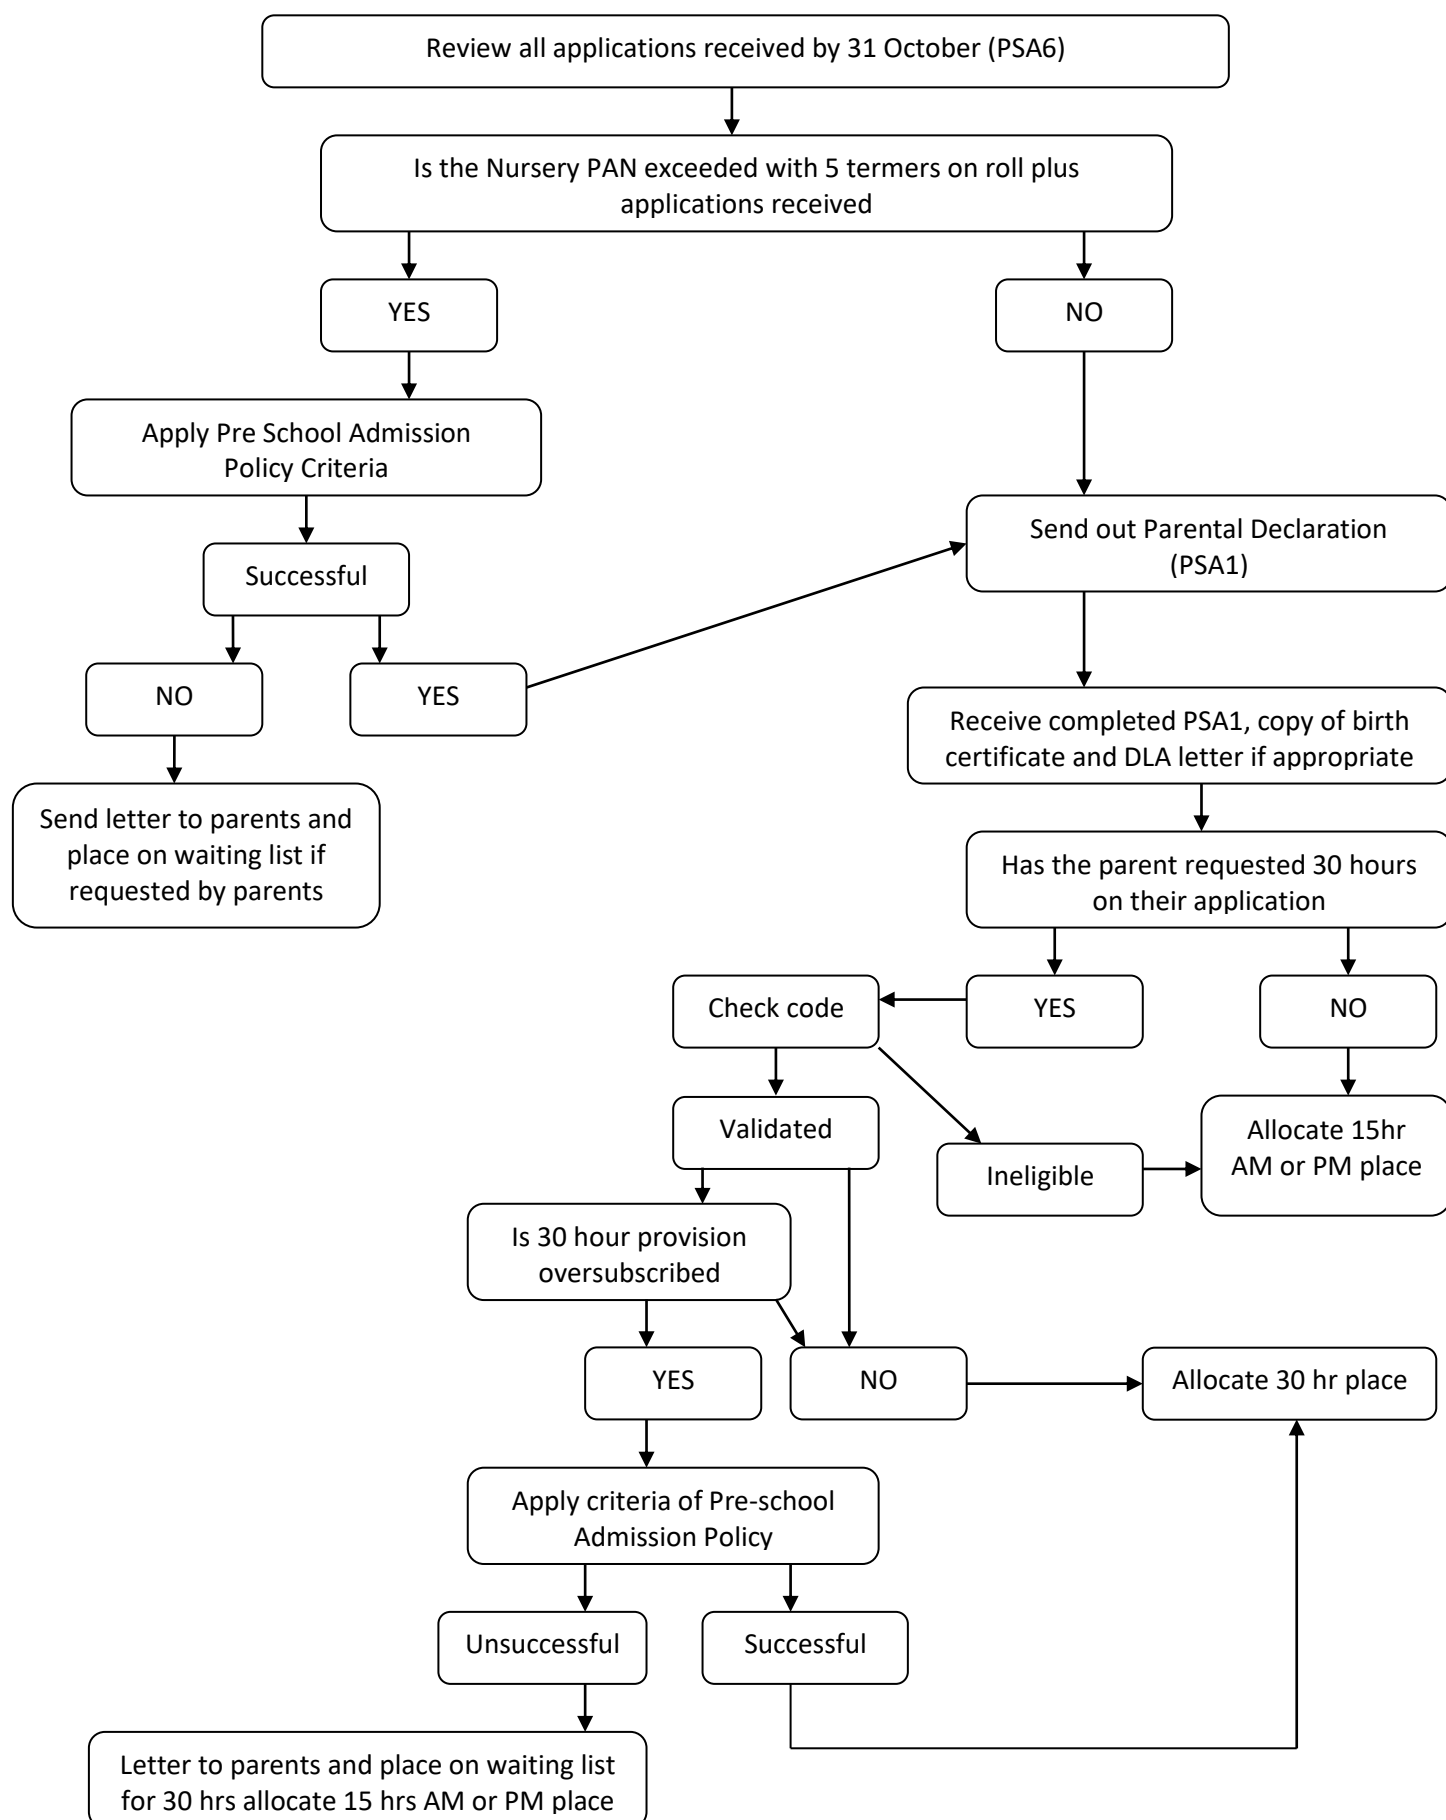 Review all applications received by 31 October (PSA6)
Is the Nursery PAN exceeded with 5 termers on roll plus
applications received
YES
NO
Apply Pre School Admission
Policy Criteria
Send out Parental Declaration
(PSA1)
Successful
NO
YES
Receive completed PSA1, copy of birth
certificate and DLA letter if appropriate
Send letter to parents and
place on waiting list if
requested by parents
Has the parent requested 30 hours
on their application
Check code
YES
NO
Validated
Ineligible
Allocate 15hr
AM or PM place
Is 30 hour provision
oversubscribed
YES
NO
Allocate 30 hr place
Apply criteria of Pre-school
Admission Policy
Unsuccessful
Successful
Letter to parents and place on waiting list
for 30 hrs allocate 15 hrs AM or PM place